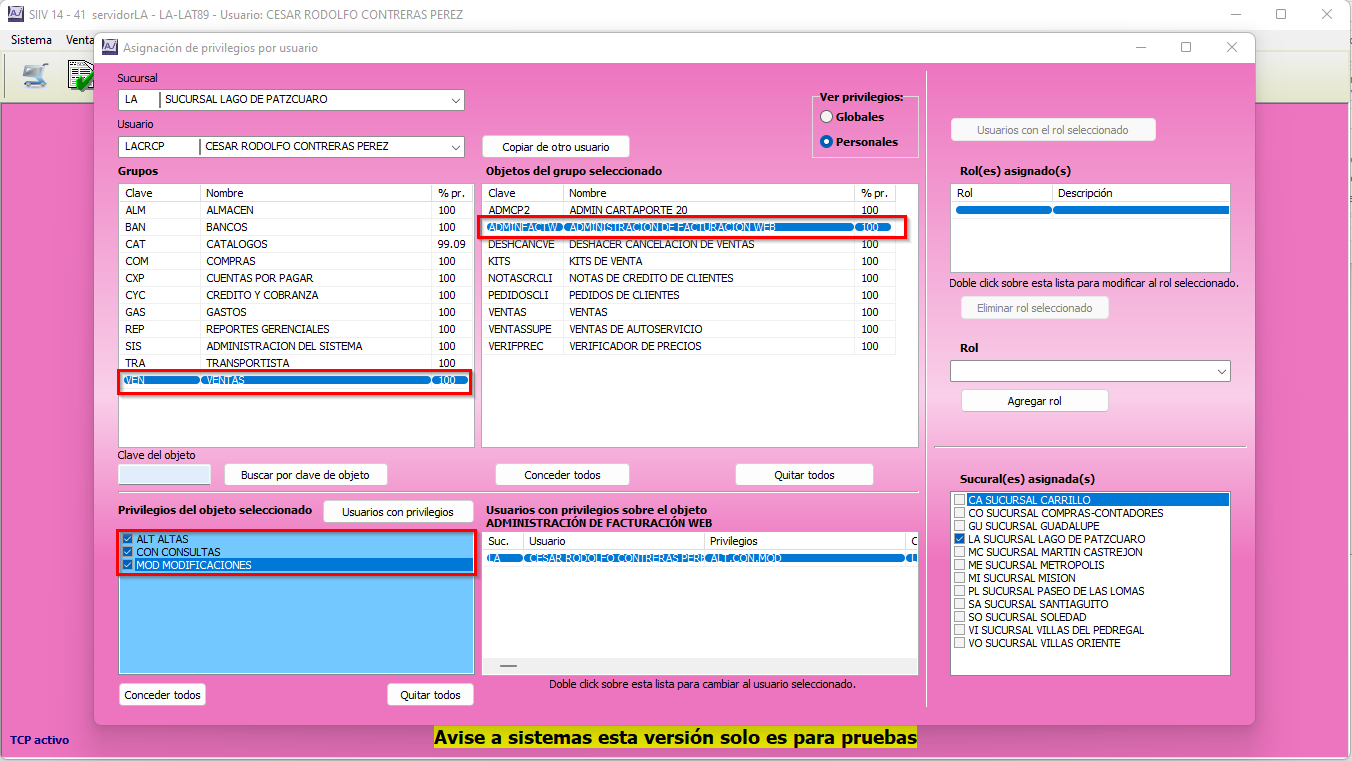 SIIV 14 - 41 servidorLA - LA-LAT89 - Usuario: CESAR RODOLFO CONTRERAS PEREZ
Sistema
Asignación de privilegios por usuario
Sucursal
LA SUCURSAL LAGO DE PATZCUARO
Usuario
LACRCP CESAR RODOLFO CONTRERAS PEREZ
Copiar de otro usuario
Ver privilegios:
Globales
Personales
Grupos
Clave Nombre % pr.
ALM ALMACEN 100
BAN BANCOS 100
CAT CATALOGOS 99.09
COM COMPRAS 100
CXP CUENTAS POR PAGAR 100
CYC CREDITO Y COBRANZA 100
GAS GASTOS 100
REP REPORTES GERENCIALES 100
SIS ADMINISTRACION DEL SISTEMA 100
TRA TRANSPORTISTA 100
VEN VENTAS 100
Objetos del grupo seleccionado
Clave Nombre % pr.
ADMCP2 ADMIN CARTAPORTE 20 100
ADMINFACTW ADMINISTRACIÓN DE FACTURACIÓN WEB 100
DESHCANCVE DESHACER CANCELACION DE VENTAS 100
KITS KITS DE VENTA 100
NOTASCRCLI NOTAS DE CREDITO DE CLIENTES 100
PEDIDOSCLI PEDIDOS DE CLIENTES 100
VENTAS VENTAS 100
VENTASSUPE VENTAS DE AUTOSERVICIO 100
VERIFPREC VERIFICADOR DE PRECIOS 100
Clave del objeto
Buscar por clave de objeto
Conceder todos
Quitar todos
Privilegios del objeto seleccionado
Usuarios con privilegios
ALT ALTAS
CON CONSULTAS
MOD MODIFICACIONES
Conceder todos
Quitar todos
Usuarios con privilegios sobre el objeto
ADMINISTRACIÓN DE FACTURACIÓN WEB
Suc. Usuario Privilegios
LA CESAR RODOLFO CONTRERAS ALT,CON,MOD
Doble click sobre esta lista para cambiar al usuario seleccionado.
Usuarios con el rol seleccionado
Rol(es) asignado(s)
Rol Descripción
Doble click sobre esta lista para modificar al rol seleccionado.
Eliminar rol seleccionado
Rol
Agregar rol
Sucural(es) asignada(s)
CA SUCURSAL CARRILLO
CO SUCURSAL COMPRAS-CONTADORES
GU SUCURSAL GUADALUPE
LA SUCURSAL LAGO DE PATZCUARO
MC SUCURSAL MARTIN CASTREJON
ME SUCURSAL METROPOLIS
MI SUCURSAL MISION
PL SUCURSAL PASEO DE LAS LOMAS
SA SUCURSAL SANTIAGUITO
SO SUCURSAL SOLEDAD
VI SUCURSAL VILLAS DEL PEDREGAL
VO SUCURSAL VILLAS ORIENTE
TCP activo
Avise a sistemas esta versión solo es para pruebas